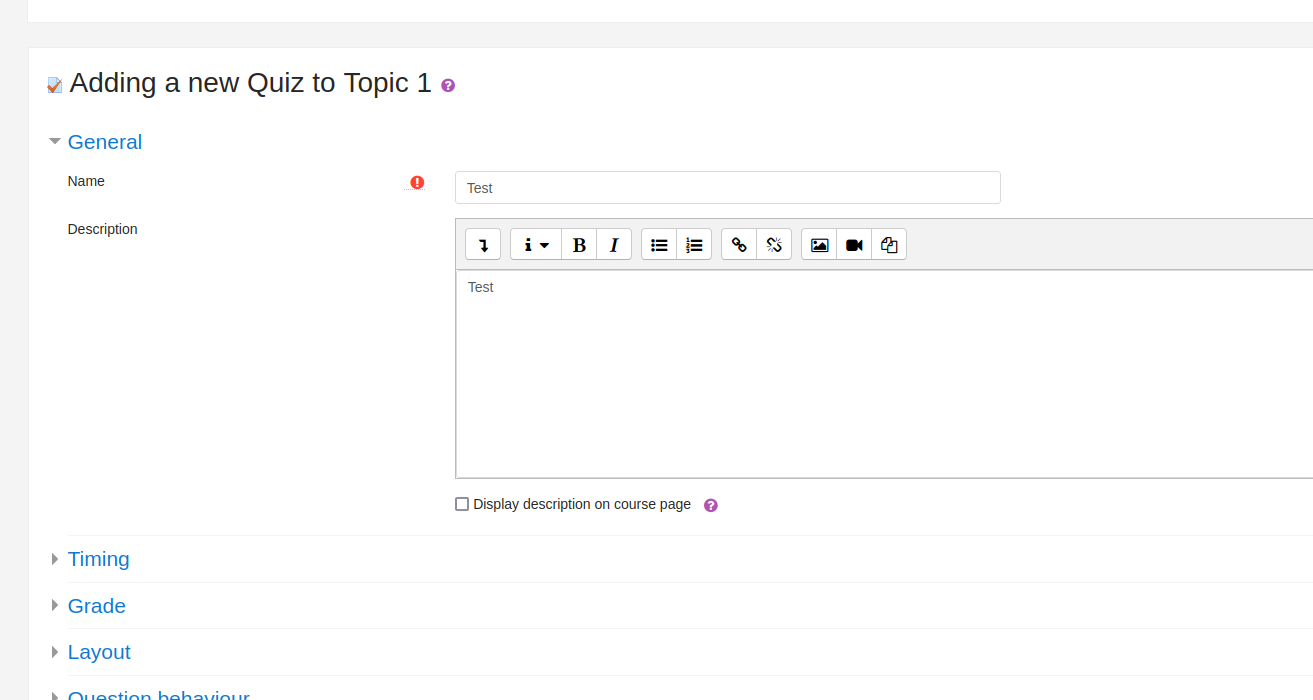 Adding a new Quiz to Topic 1
General
Name
Test
Description
Test
Display description on course page
Timing
Grade
Layout
Question behaviour